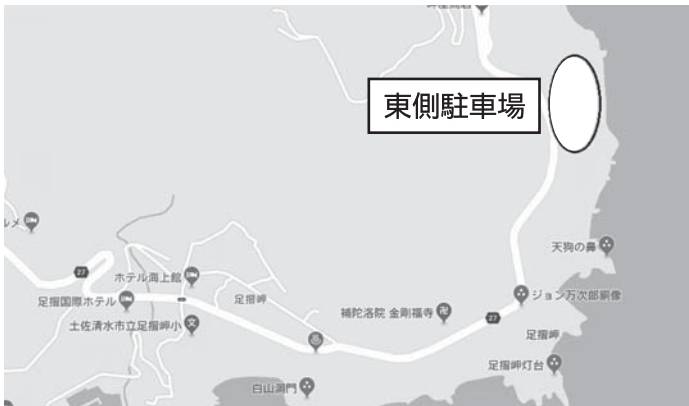 東側駐車場
ルメ
天狗の鼻
27
ホテル海上館
足摺国際ホテル
足摺岬
ジョン万次郎銅像
補陀洛院 金剛福寺
27
土佐清水市立足摺岬小
文
足摺岬
足摺岬灯台
白山洞門